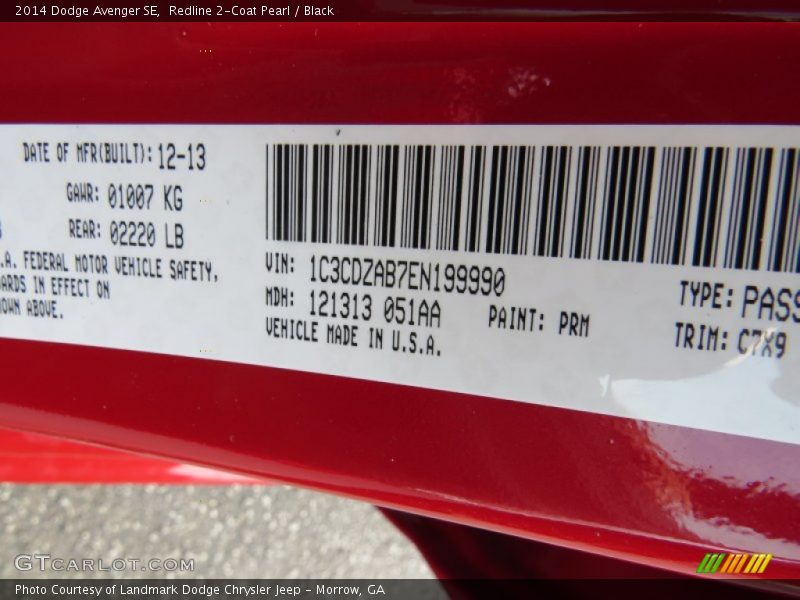 2014 Dodge Avenger SE,  Redline 2-Coat Pearl / Black
DATE OF MFR(BUILT): 12-13
GAWR: 01007 KG
REAR: 02220 LB
.A. FEDERAL MOTOR VEHICLE SAFETY,
ARDS IN EFFECT ON
OWN ABOVE.
VIN: 1C3CDZAB7EN199990
MDH: 121313 051AA
PAINT: PRM
VEHICLE MADE IN U.S.A.
TYPE: PASS
TRIM: C7X9
GTCARLOT.COM
Photo Courtesy of Landmark Dodge Chrysler Jeep - Morrow, GA